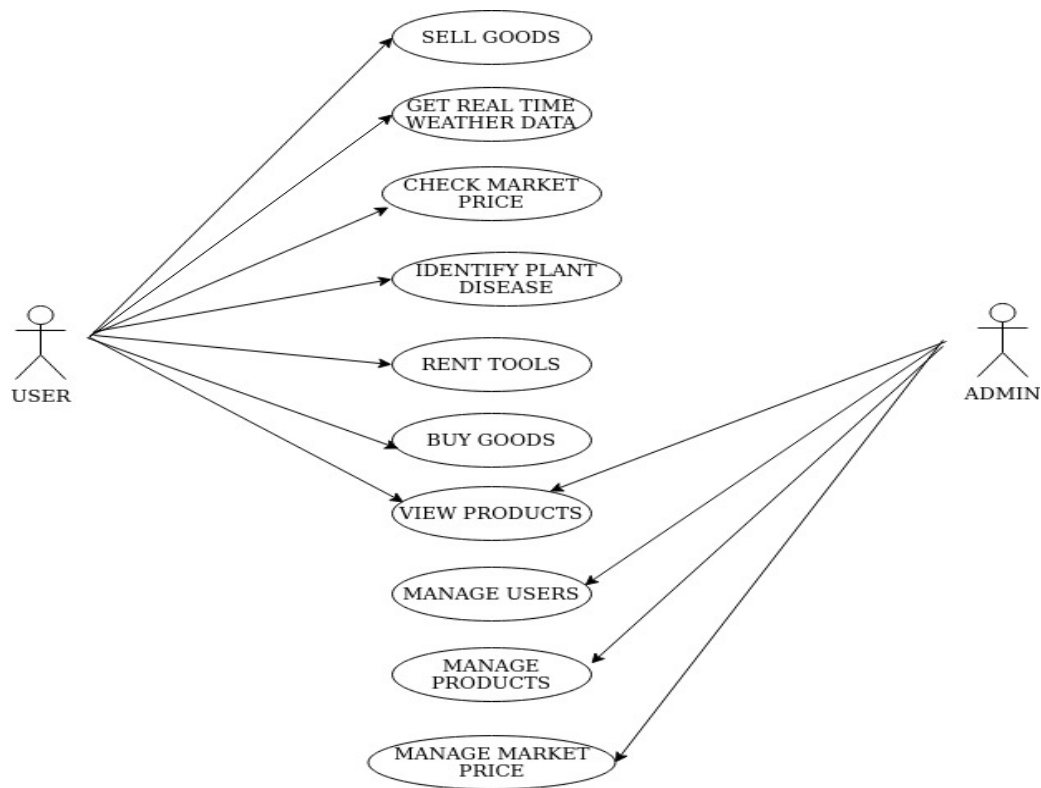 SELL GOODS
GET REAL TIME
WEATHER DATA
CHECK MARKET
PRICE
IDENTIFY PLANT
DISEASE
USER
RENT TOOLS
ADMIN
BUY GOODS
VIEW PRODUCTS
MANAGE USERS
MANAGE
PRODUCTS
MANAGE MARKET
PRICE